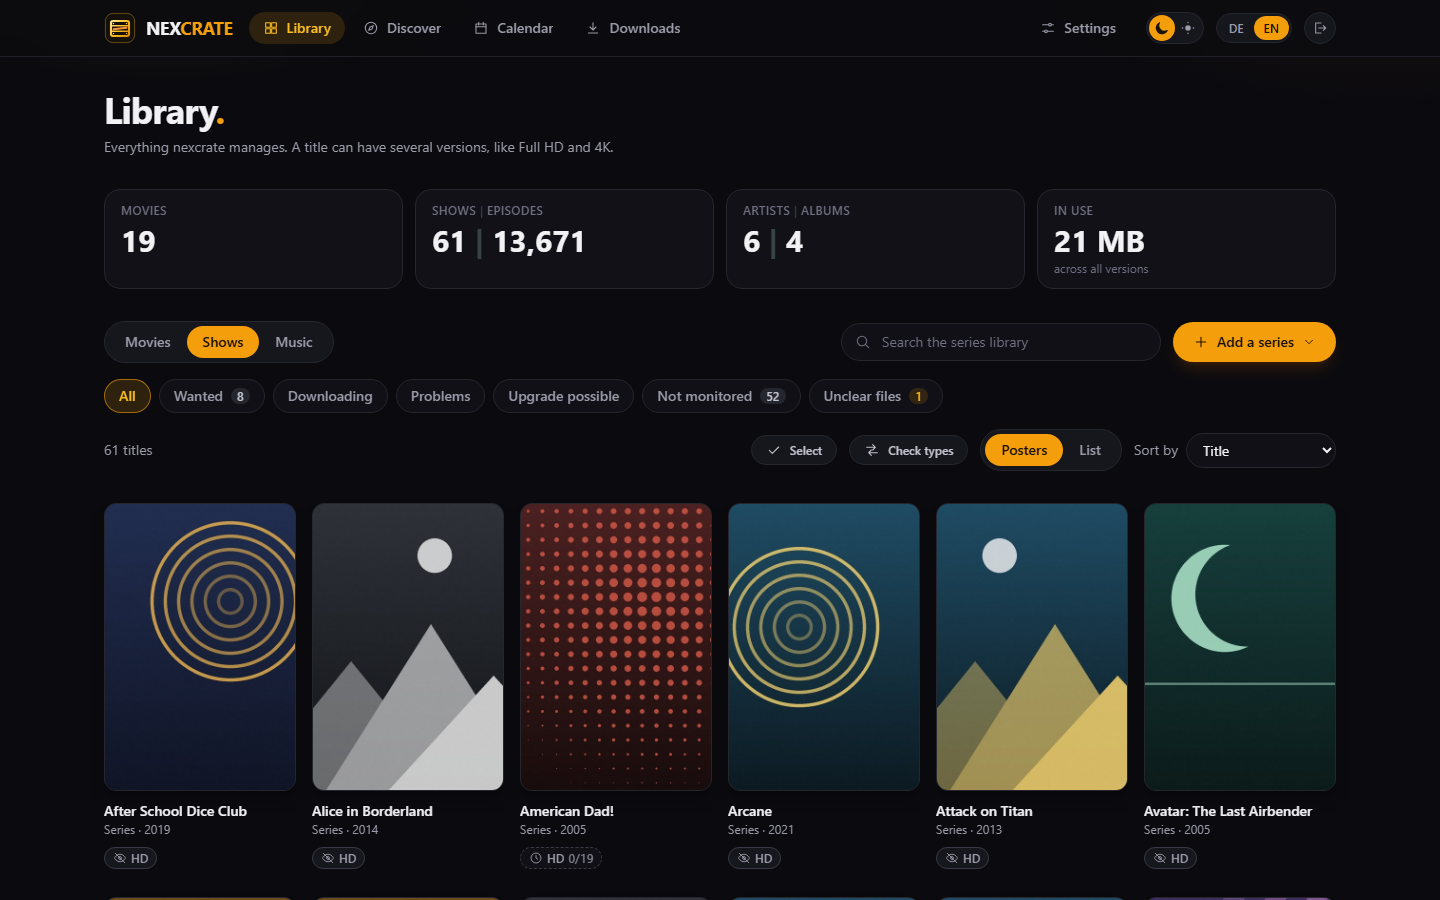 NEXCRATE Library Discover Calendar Downloads Settings DE EN
Library.
Everything nexcrate manages. A title can have several versions, like Full HD and 4K.
MOVIES
19
SHOWS | EPISODES
61 | 13,671
ARTISTS | ALBUMS
6 | 4
IN USE
21 MB
across all versions
Movies Shows Music Search the series library + Add a series
All Wanted 8 Downloading Problems Upgrade possible Not monitored 52 Unclear files 1
61 titles Select Check types Posters List Sort by Title
After School Dice Club
Series · 2019
HD
Alice in Borderland
Series · 2014
HD
American Dad!
Series · 2005
HD 0/19
Arcane
Series · 2021
HD
Attack on Titan
Series · 2013
HD
Avatar: The Last Airbender
Series · 2005
HD